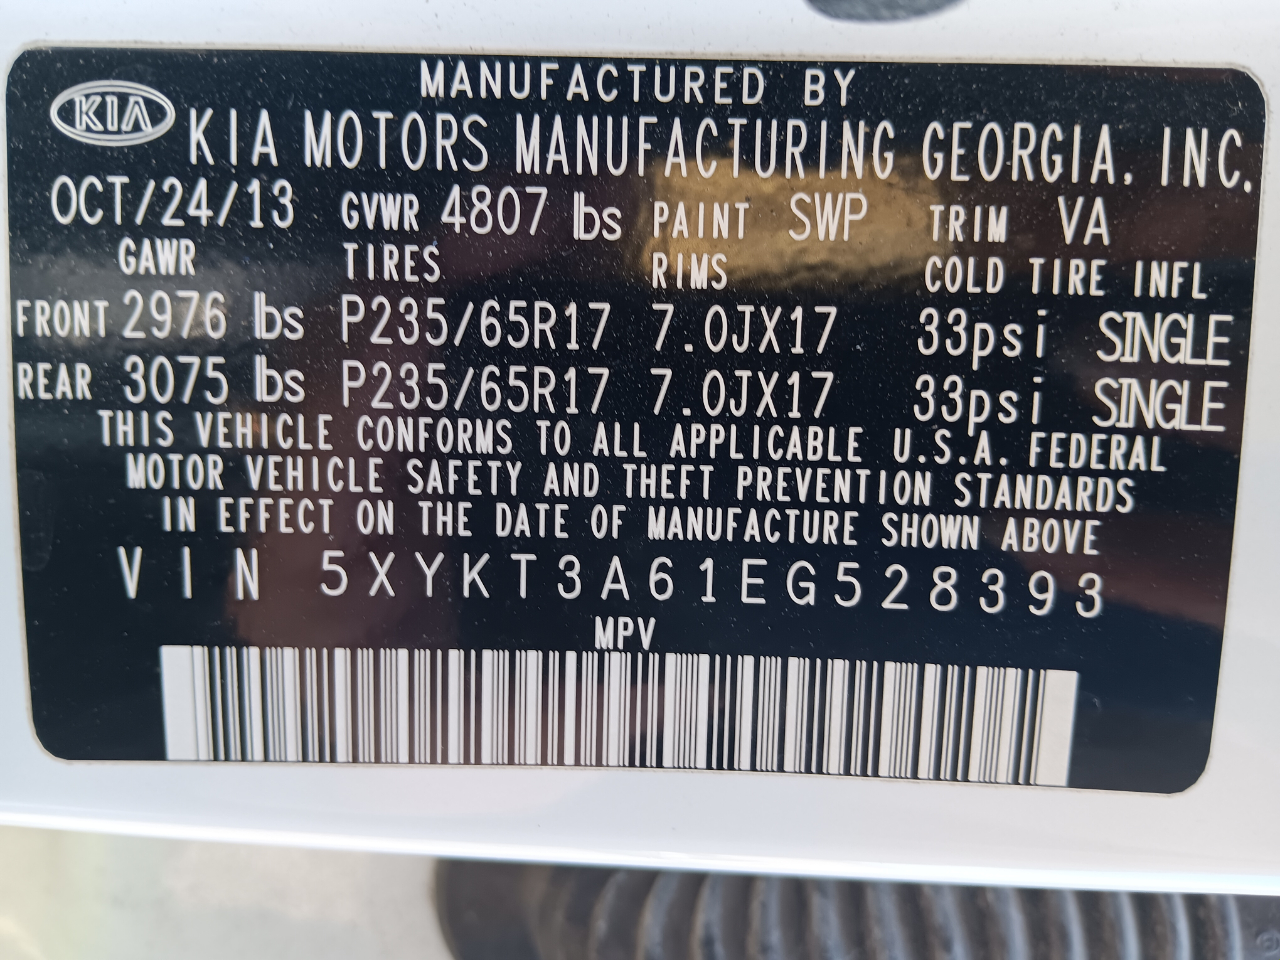 MANUFACTURED BY
KIA KIA MOTORS MANUFACTURING GEORGIA, INC.
OCT/24/13 GVWR 4807 lbs PAINT SWP TRIM VA
GAWR TIRES RIMS COLD TIRE INFL
FRONT 2976 lbs P235/65R17 7.0JX17 33psi SINGLE
REAR 3075 lbs P235/65R17 7.0JX17 33psi SINGLE
THIS VEHICLE CONFORMS TO ALL APPLICABLE U.S.A. FEDERAL
MOTOR VEHICLE SAFETY AND THEFT PREVENTION STANDARDS
IN EFFECT ON THE DATE OF MANUFACTURE SHOWN ABOVE
VIN 5XYKT3A61EG528393
MPV